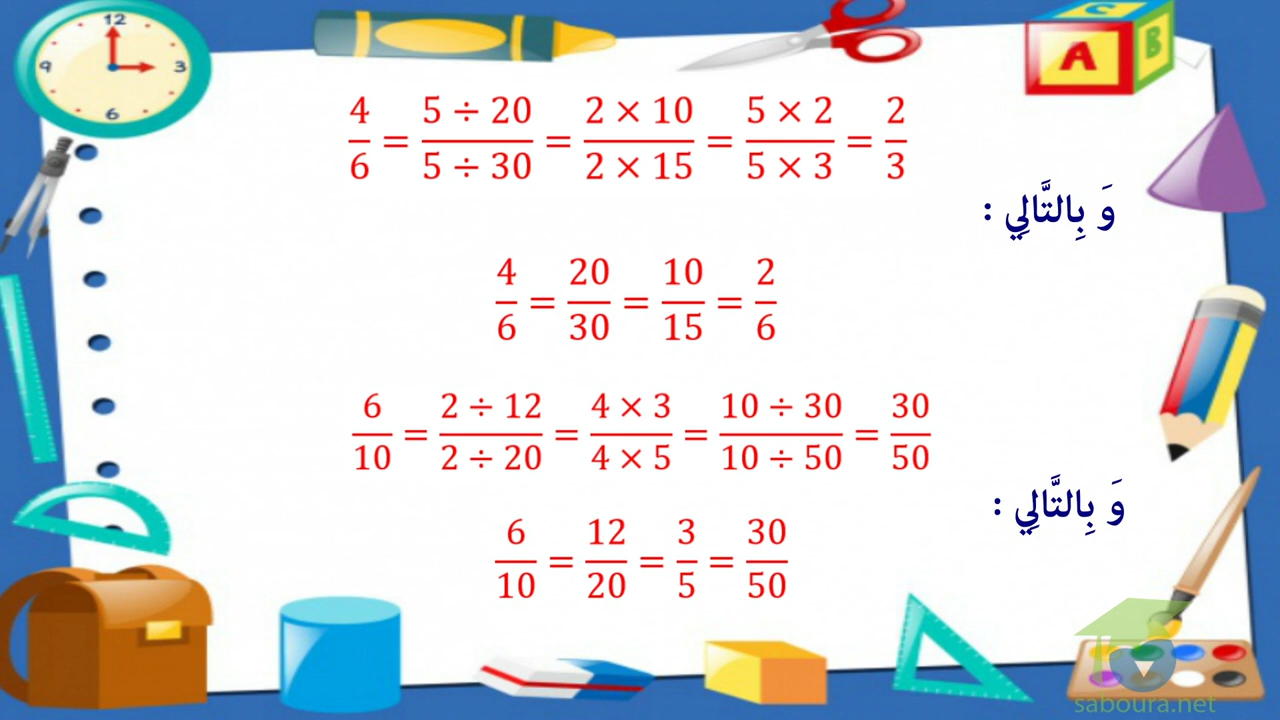 12
9 3
6
C
A B
4/6 = (5 ÷ 20)/(5 ÷ 30) = (2 × 10)/(2 × 15) = (5 × 2)/(5 × 3) = 2/3
وَ بِالتَّالِي :
4/6 = 20/30 = 10/15 = 2/6
6/10 = (2 ÷ 12)/(2 ÷ 20) = (4 × 3)/(4 × 5) = (10 ÷ 30)/(10 ÷ 50) = 30/50
وَ بِالتَّالِي :
6/10 = 12/20 = 3/5 = 30/50
saboura.net